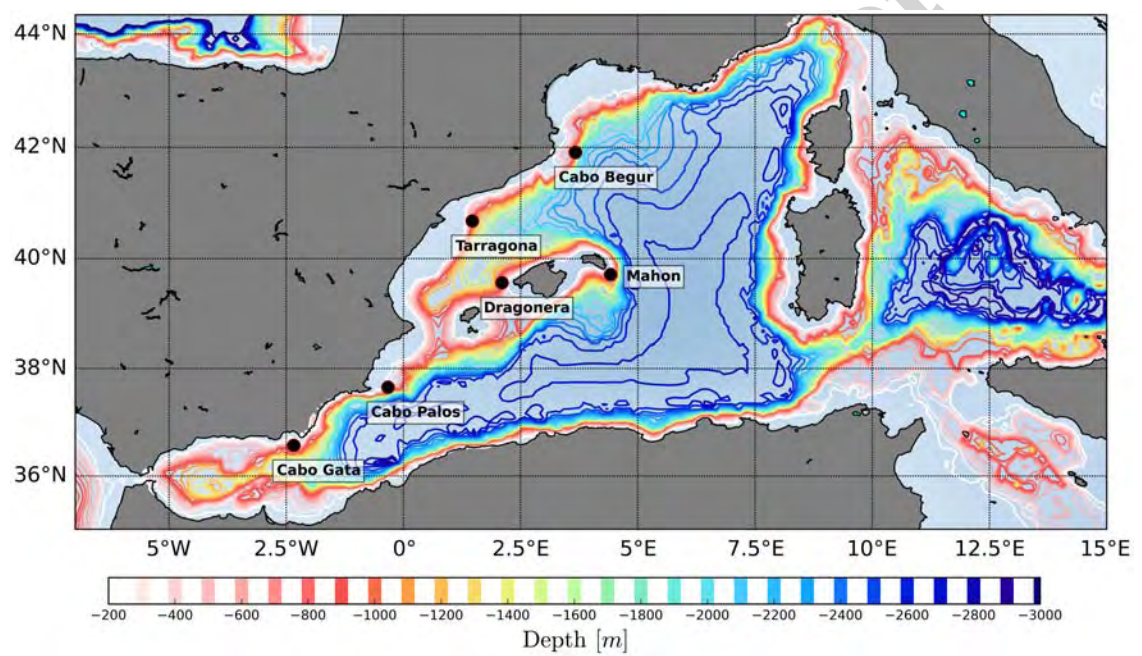 44°N
42°N
Cabo Begur
Tarragona
40°N
Mahon
Dragonera
38°N
Cabo Palos
Cabo Gata
36°N
5°W 2.5°W 0° 2.5°E 5°E 7.5°E 10°E 12.5°E 15°E
−200 −400 −600 −800 −1000 −1200 −1400 −1600 −1800 −2000 −2200 −2400 −2600 −2800 −3000
Depth [m]